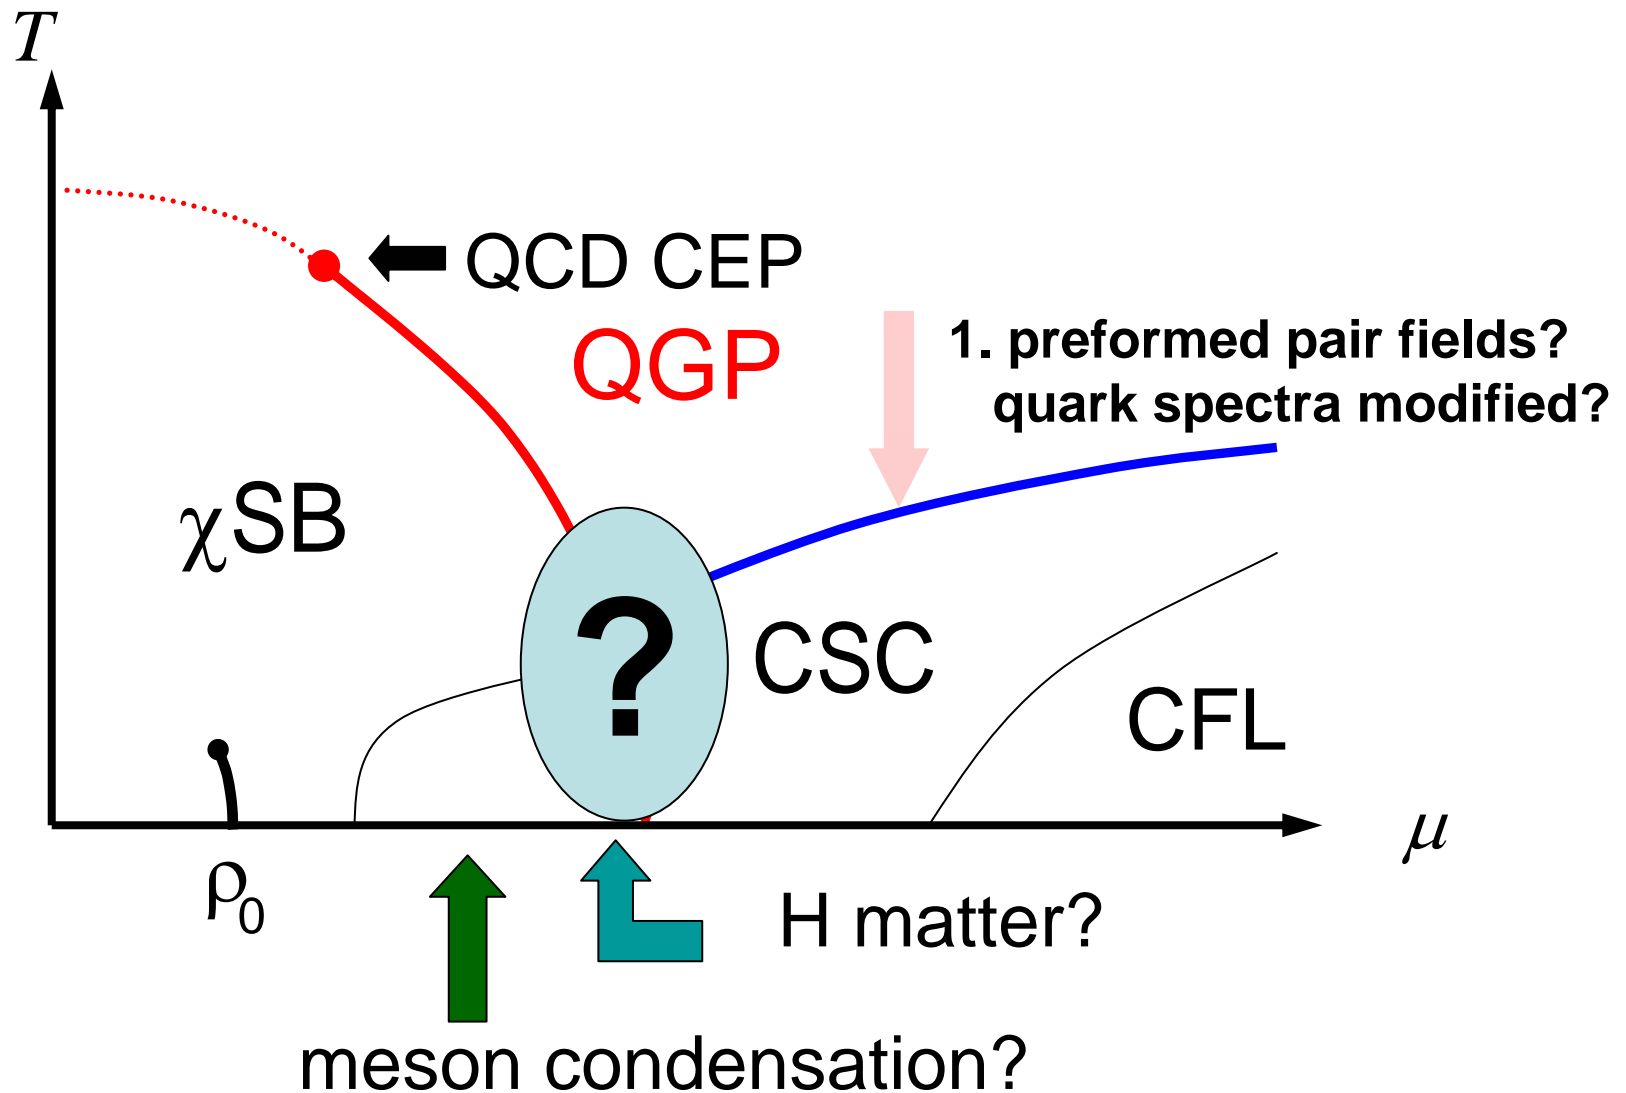 T
QCD CEP
QGP
1. preformed pair fields?
quark spectra modified?
χSB
?
CSC
CFL
μ
ρ0
H matter?
meson condensation?